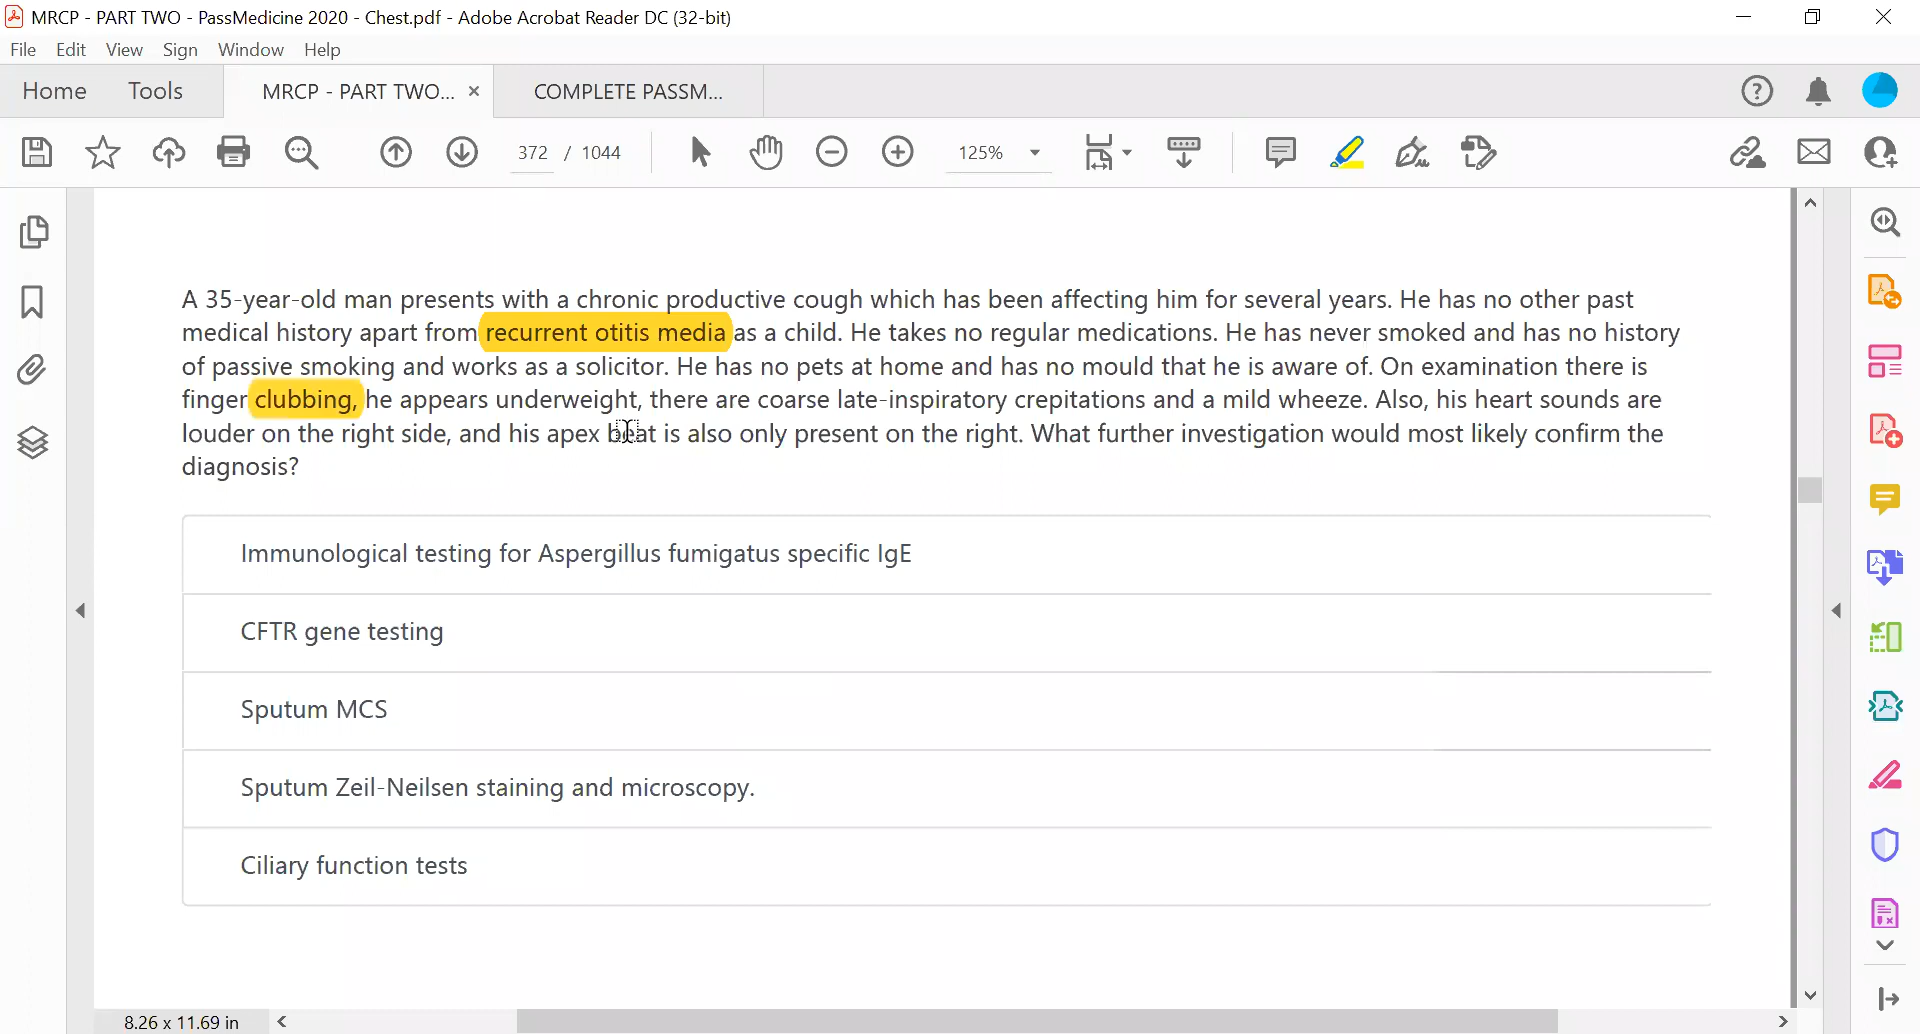 MRCP - PART TWO - PassMedicine 2020 - Chest.pdf - Adobe Acrobat Reader DC (32-bit)
File Edit View Sign Window Help
Home Tools MRCP - PART TWO... × COMPLETE PASSM...
372 / 1044 125%
A 35-year-old man presents with a chronic productive cough which has been affecting him for several years. He has no other past
medical history apart from recurrent otitis media as a child. He takes no regular medications. He has never smoked and has no history
of passive smoking and works as a solicitor. He has no pets at home and has no mould that he is aware of. On examination there is
finger clubbing, he appears underweight, there are coarse late-inspiratory crepitations and a mild wheeze. Also, his heart sounds are
louder on the right side, and his apex beat is also only present on the right. What further investigation would most likely confirm the
diagnosis?
Immunological testing for Aspergillus fumigatus specific IgE
CFTR gene testing
Sputum MCS
Sputum Zeil-Neilsen staining and microscopy.
Ciliary function tests
8.26 x 11.69 in